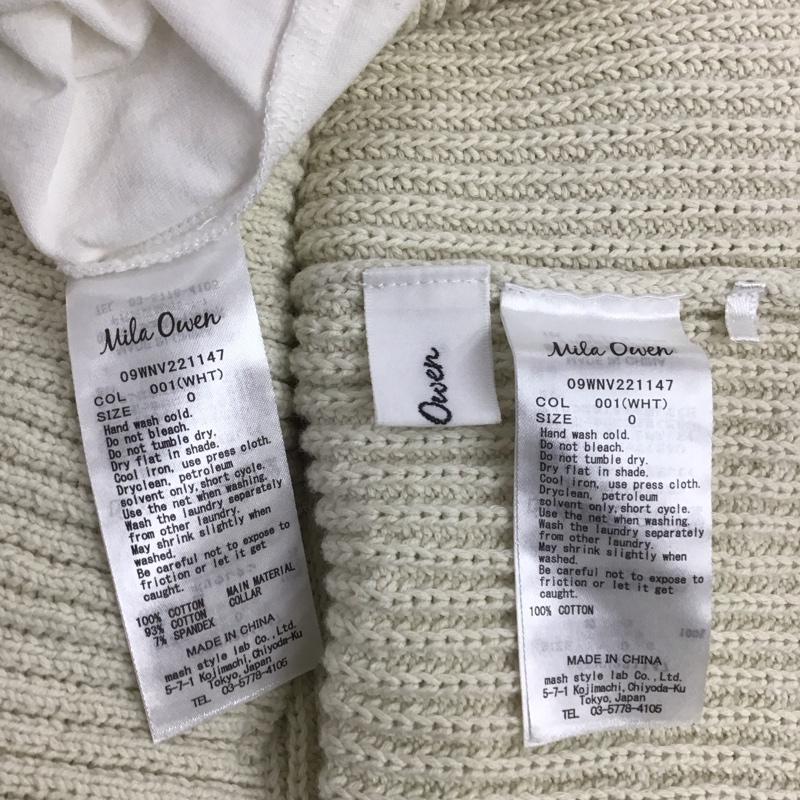 Mila Owen
09WNV221147
COL 001(WHT)
SIZE 0
Hand wash cold.
Do not bleach.
Do not tumble dry.
Dry flat in shade.
Cool iron, use press cloth.
Dryclean, petroleum
solvent only,short cycle.
Use the net when washing.
Wash the laundry separately
from other laundry.
May shrink slightly when
washed.
Be careful not to expose to
friction or let it get
caught.
100% COTTON MAIN MATERIAL
93% COTTON COLLAR
7% SPANDEX
MADE IN CHINA
mash style lab Co.,Ltd.
5-7-1 Kojimachi,Chiyoda-Ku
Tokyo,Japan
TEL 03-5778-4105
Owen
Mila Owen
09WNV221147
COL 001(WHT)
SIZE 0
Hand wash cold.
Do not bleach.
Do not tumble dry.
Dry flat in shade.
Cool iron, use press cloth.
Dryclean, petroleum
solvent only,short cycle.
Use the net when washing.
Wash the laundry separately
from other laundry.
May shrink slightly when
washed.
Be careful not to expose to
friction or let it get
caught.
100% COTTON
MADE IN CHINA
mash style lab Co.,Ltd.
5-7-1 Kojimachi,Chiyoda-Ku
Tokyo,Japan
TEL 03-5778-4105